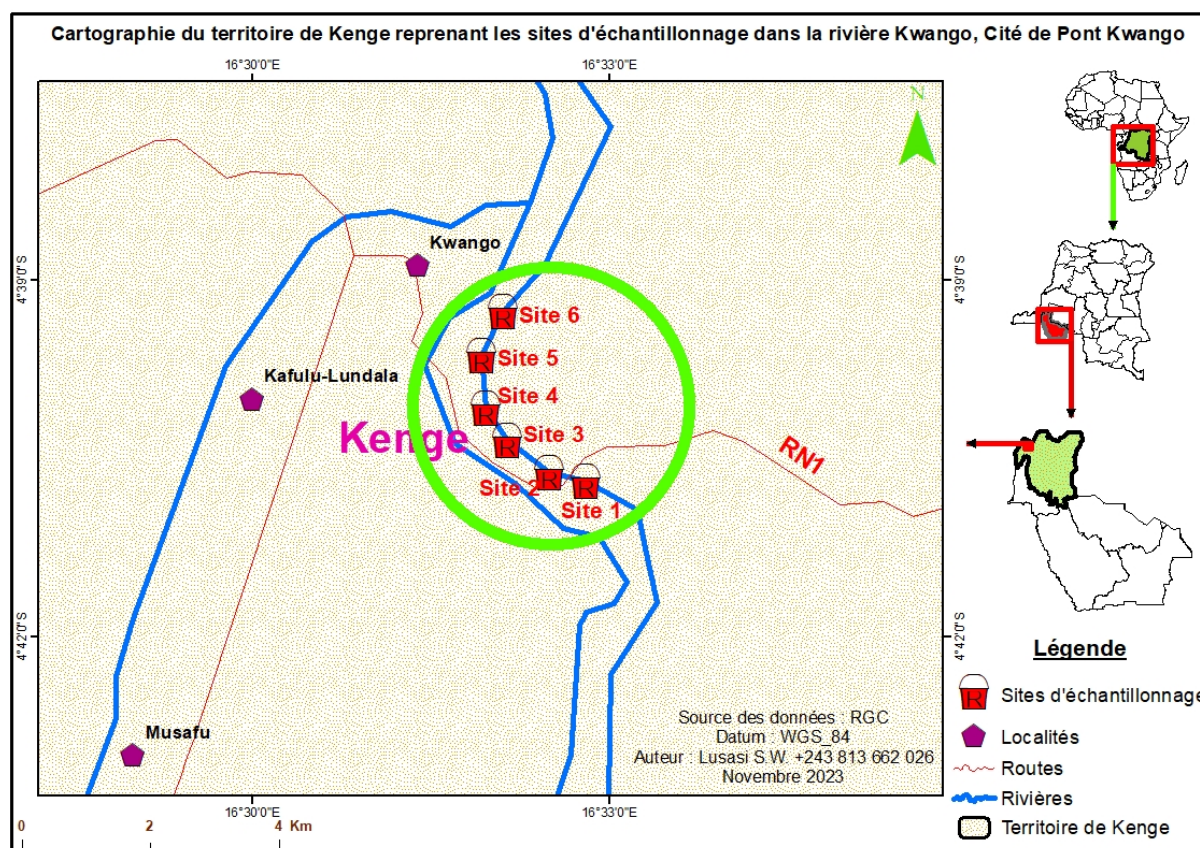 Cartographie du territoire de Kenge reprenant les sites d'échantillonnage dans la rivière Kwango, Cité de Pont Kwango
16°30'0"E
16°33'0"E
N
4°39'0"S
4°39'0"S
Kwango
Site 6
Site 5
Kafulu-Lundala
Site 4
Kenge
Site 3
RN1
Site 2
Site 1
4°42'0"S
4°42'0"S
Musafu
Source des données : RGC
Datum : WGS_84
Auteur : Lusasi S.W. +243 813 662 026
Novembre 2023
16°30'0"E
16°33'0"E
0 2 4 Km
Légende
R Sites d'échantillonnage
Localités
Routes
Rivières
Territoire de Kenge